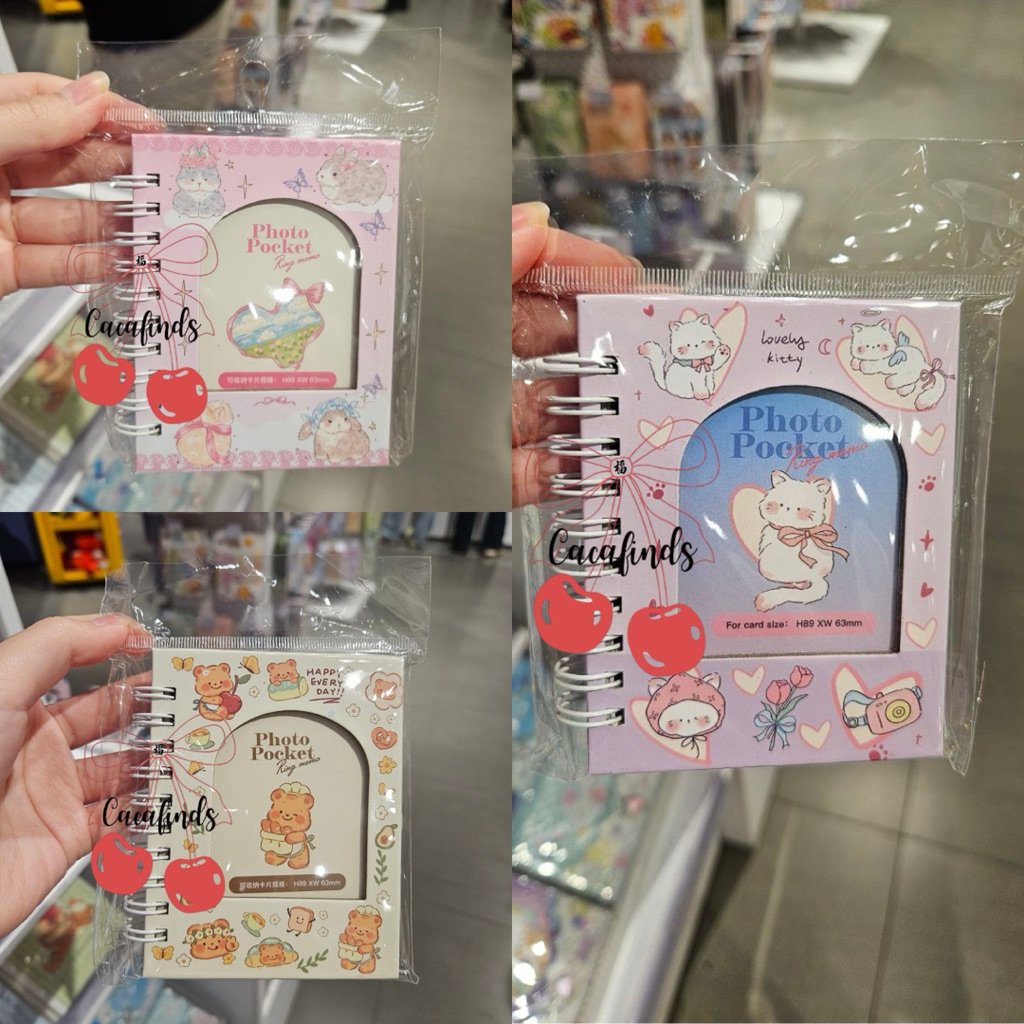 Photo
Pocket
Ring memo
福
Cacafinds
可收纳卡片规格: H89 XW 63mm
lovely
kitty
Photo
Pocket
Ring memo
福
Cacafinds
For card size: H89 XW 63mm
HAPPY
EVERY
DAY!!
Photo
Pocket
Ring memo
福
Cacafinds
可收纳卡片规格: H89 XW 63mm